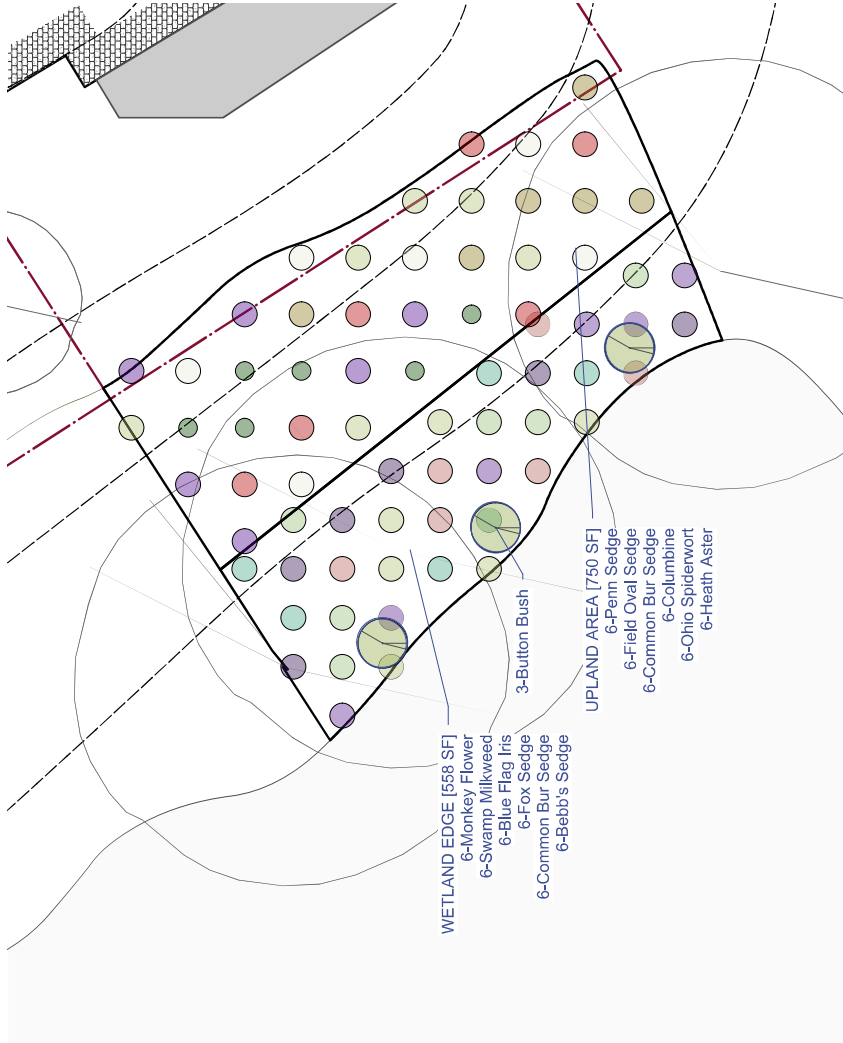 WETLAND EDGE [558 SF]
6-Monkey Flower
6-Swamp Milkweed
6-Blue Flag Iris
6-Fox Sedge
6-Common Bur Sedge
6-Bebb's Sedge
3-Button Bush
UPLAND AREA [750 SF]
6-Penn Sedge
6-Field Oval Sedge
6-Common Bur Sedge
6-Columbine
6-Ohio Spiderwort
6-Heath Aster